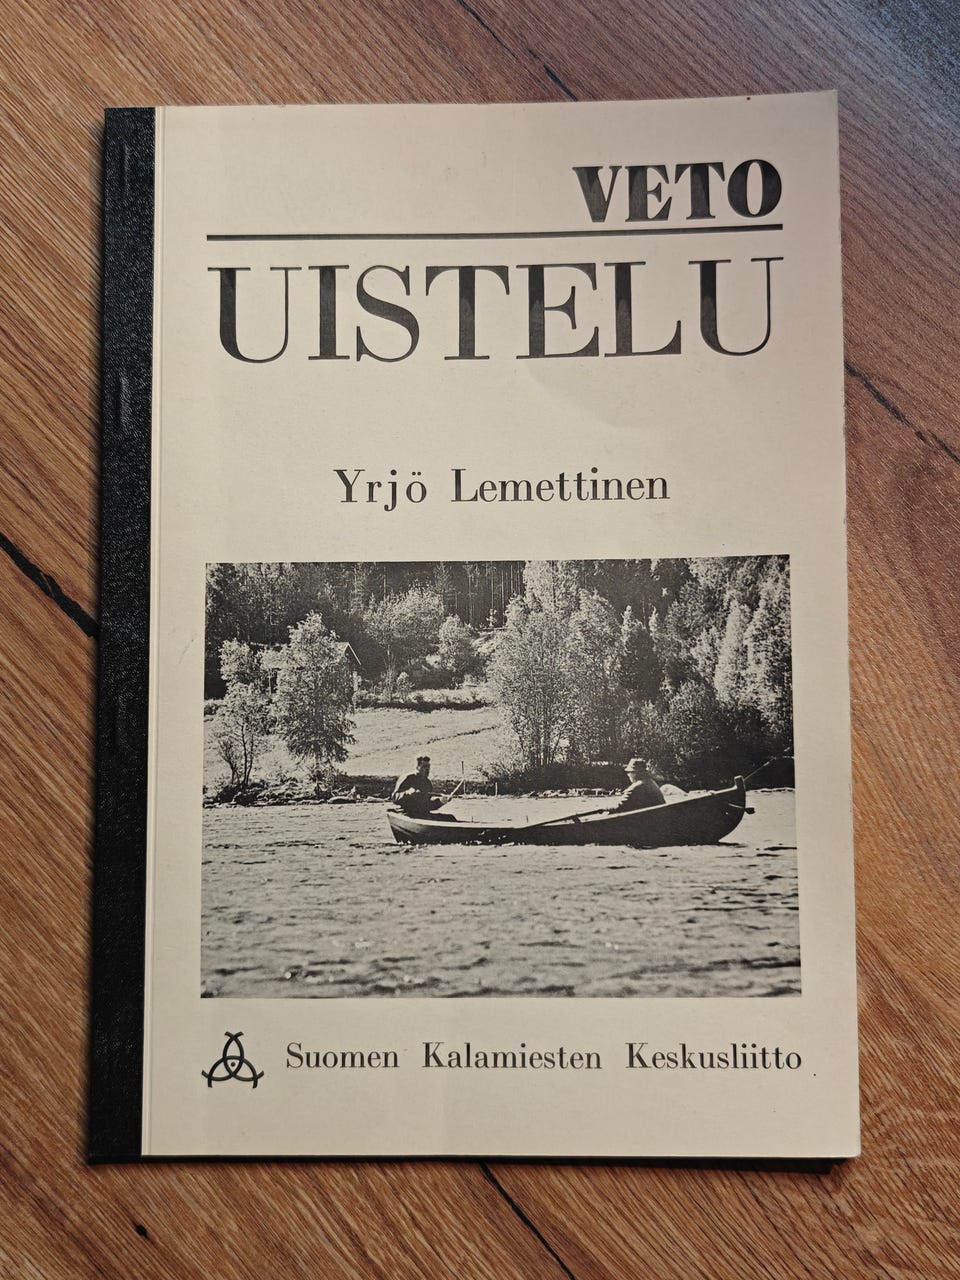 VETO
UISTELU
Yrjö Lemettinen
Suomen Kalamiesten Keskusliitto